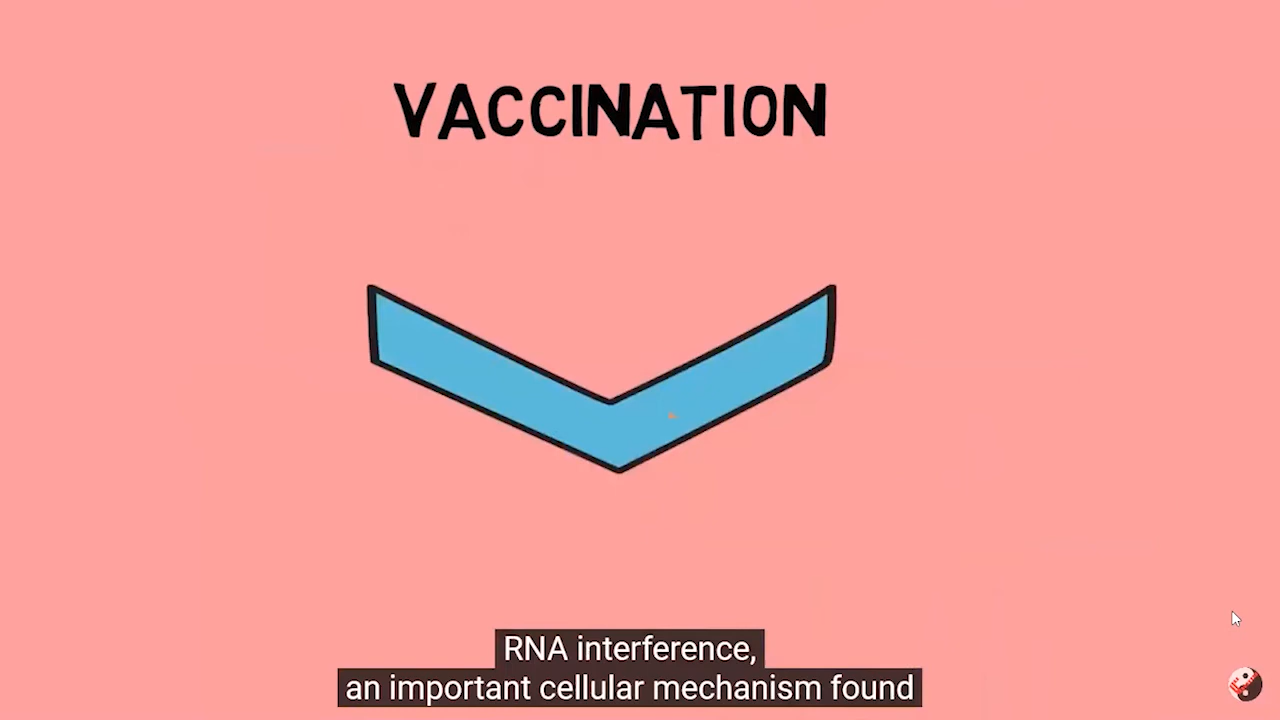 VACCINATION
RNA interference,
an important cellular mechanism found